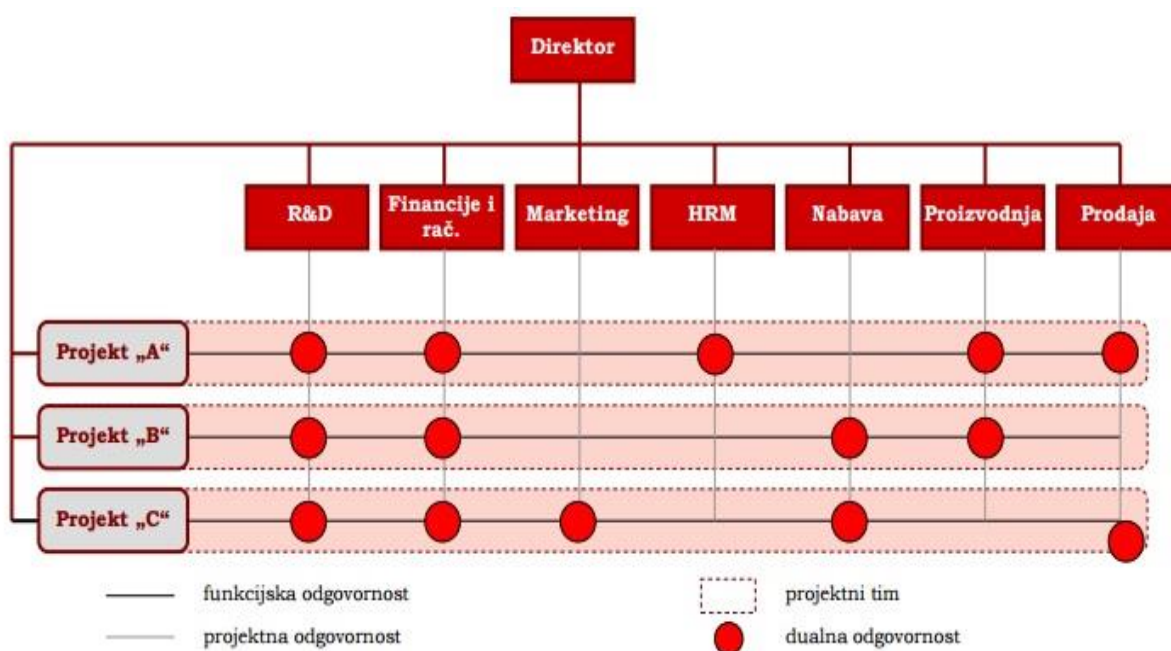 Direktor
R&D
Financije i
rač.
Marketing
HRM
Nabava
Proizvodnja
Prodaja
Projekt „A“
Projekt „B“
Projekt „C“
funkcijska odgovornost
projektni tim
projektna odgovornost
dualna odgovornost